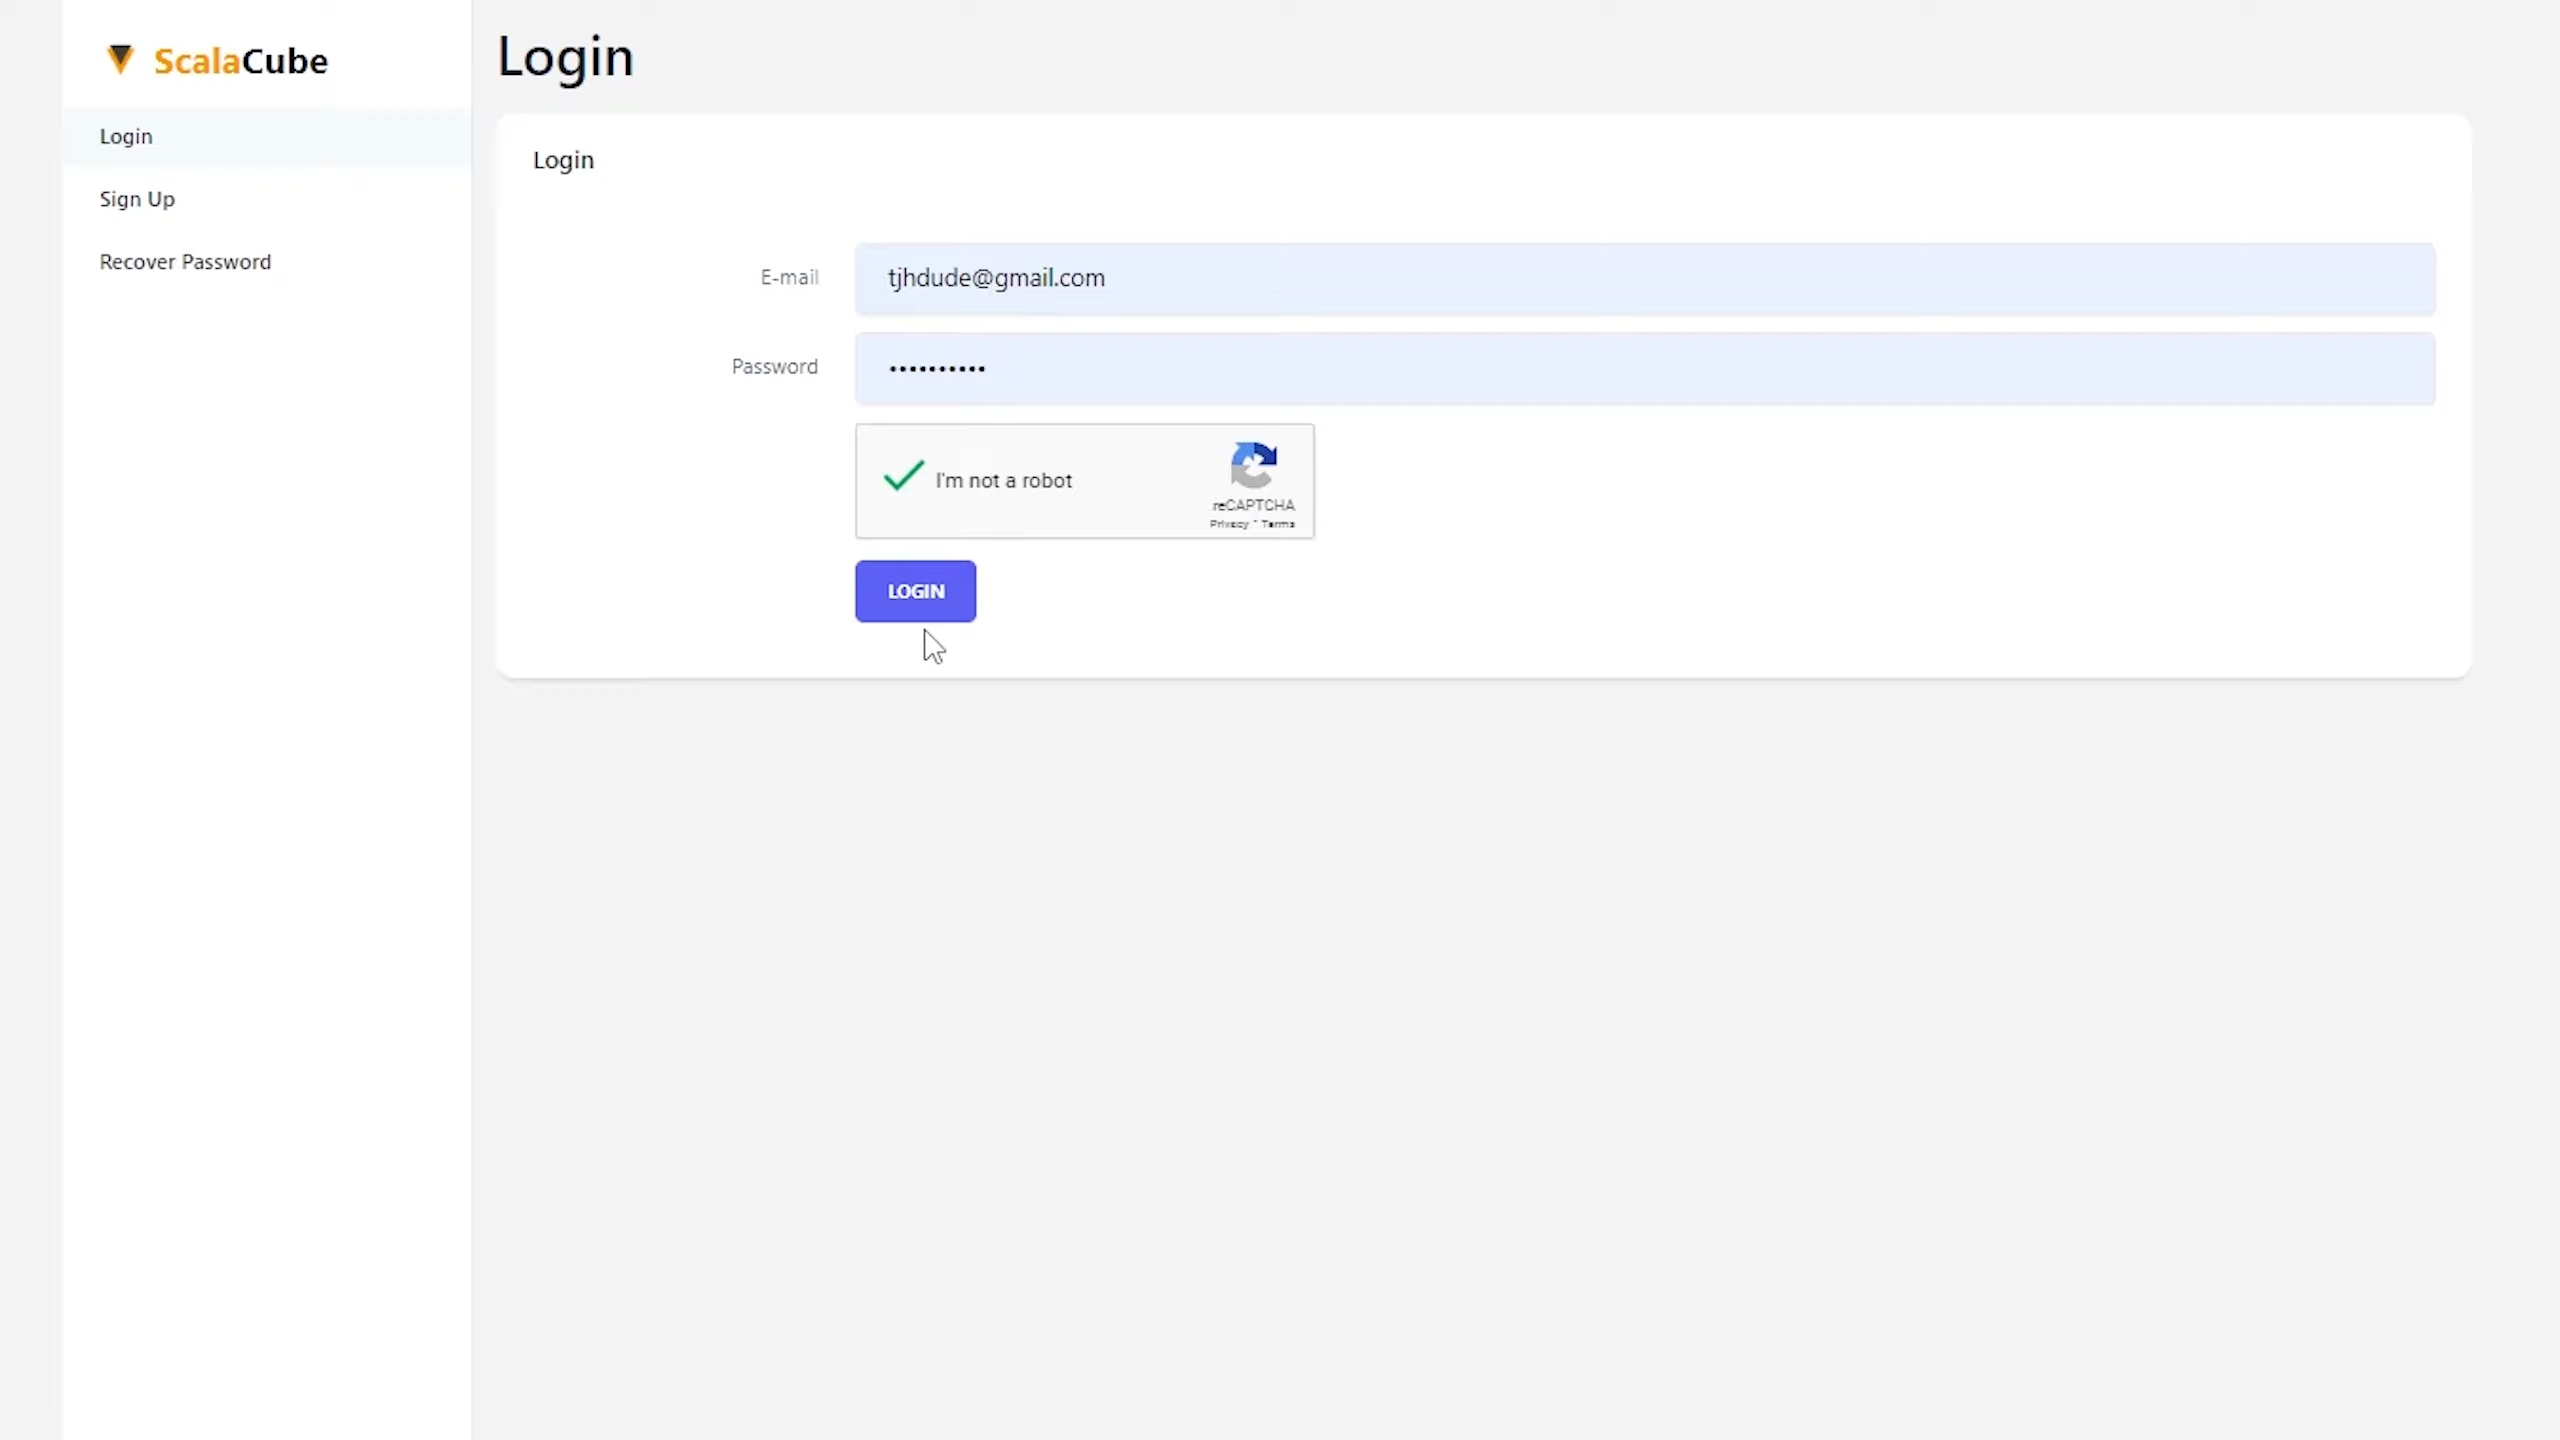 ScalaCube
Login
Sign Up
Recover Password
Login
Login
E-mail
tjhdude@gmail.com
Password
••••••••••
I'm not a robot
reCAPTCHA
Privacy - Terms
LOGIN